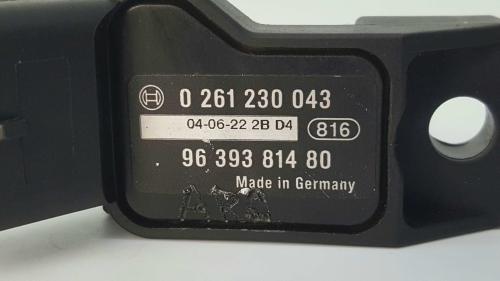 0 261 230 043
04-06-22 2B D4 816
96 393 814 80
Made in Germany